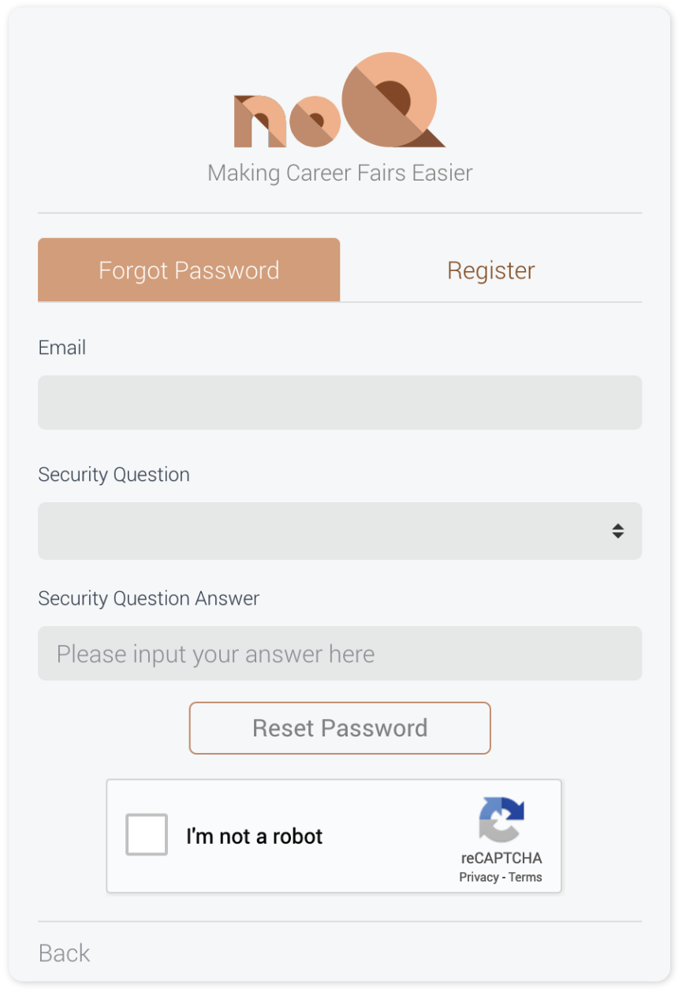 noQ
Making Career Fairs Easier
Forgot Password
Register
Email
Security Question
Security Question Answer
Please input your answer here
Reset Password
I'm not a robot
reCAPTCHA
Privacy - Terms
Back